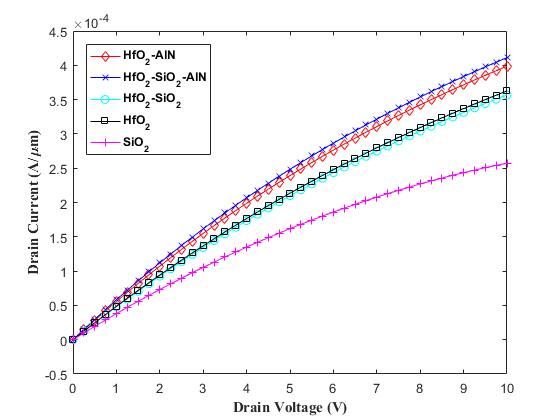 ×10⁻⁴
4.5
4
3.5
3
2.5
2
1.5
1
0.5
0
-0.5
Drain Current (A/μm)
HfO₂-AlN
HfO₂-SiO₂-AlN
HfO₂-SiO₂
HfO₂
SiO₂
0 1 2 3 4 5 6 7 8 9 10
Drain Voltage (V)